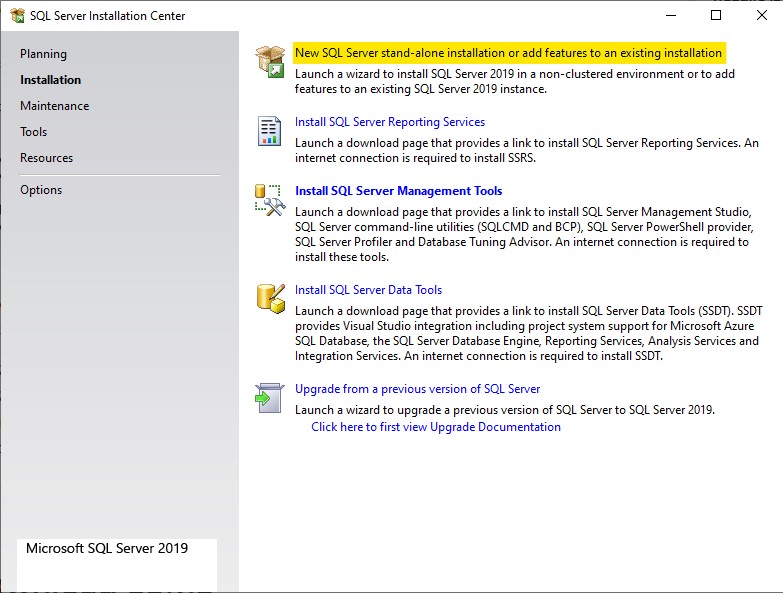 SQL Server Installation Center
Planning
Installation
Maintenance
Tools
Resources
Options
New SQL Server stand-alone installation or add features to an existing installation
Launch a wizard to install SQL Server 2019 in a non-clustered environment or to add
features to an existing SQL Server 2019 instance.
Install SQL Server Reporting Services
Launch a download page that provides a link to install SQL Server Reporting Services. An
internet connection is required to install SSRS.
Install SQL Server Management Tools
Launch a download page that provides a link to install SQL Server Management Studio,
SQL Server command-line utilities (SQLCMD and BCP), SQL Server PowerShell provider,
SQL Server Profiler and Database Tuning Advisor. An internet connection is required to
install these tools.
Install SQL Server Data Tools
Launch a download page that provides a link to install SQL Server Data Tools (SSDT). SSDT
provides Visual Studio integration including project system support for Microsoft Azure
SQL Database, the SQL Server Database Engine, Reporting Services, Analysis Services and
Integration Services. An internet connection is required to install SSDT.
Upgrade from a previous version of SQL Server
Launch a wizard to upgrade a previous version of SQL Server to SQL Server 2019.
Click here to first view Upgrade Documentation
Microsoft SQL Server 2019